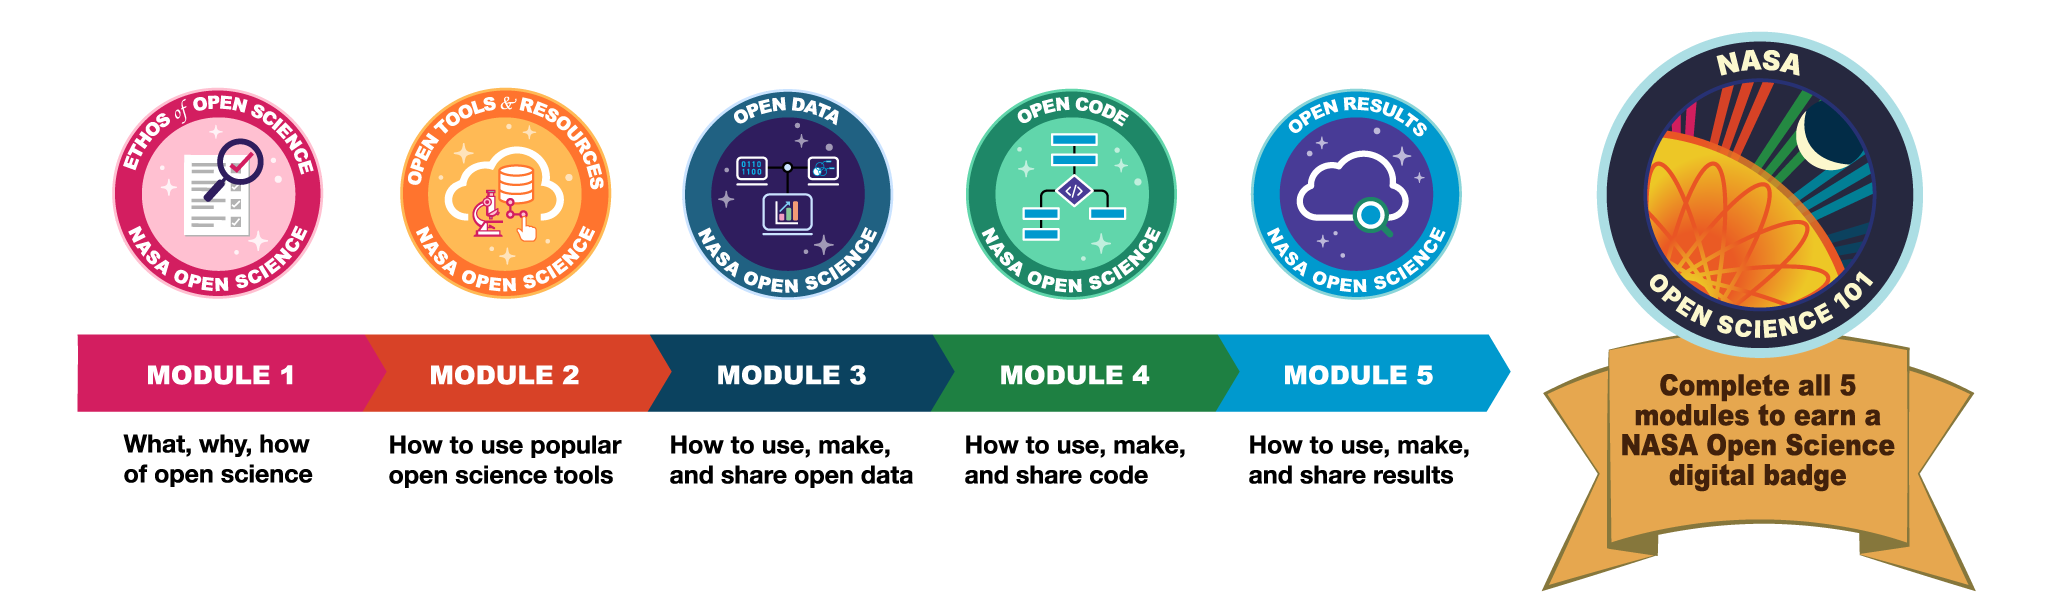 ETHOS of OPEN SCIENCE
NASA OPEN SCIENCE
OPEN TOOLS & RESOURCES
NASA OPEN SCIENCE
OPEN DATA
0110
1100
NASA OPEN SCIENCE
OPEN CODE
</>
NASA OPEN SCIENCE
OPEN RESULTS
NASA OPEN SCIENCE
NASA
OPEN SCIENCE 101
MODULE 1
MODULE 2
MODULE 3
MODULE 4
MODULE 5
What, why, how
of open science
How to use popular
open science tools
How to use, make,
and share open data
How to use, make,
and share code
How to use, make,
and share results
Complete all 5
modules to earn a
NASA Open Science
digital badge